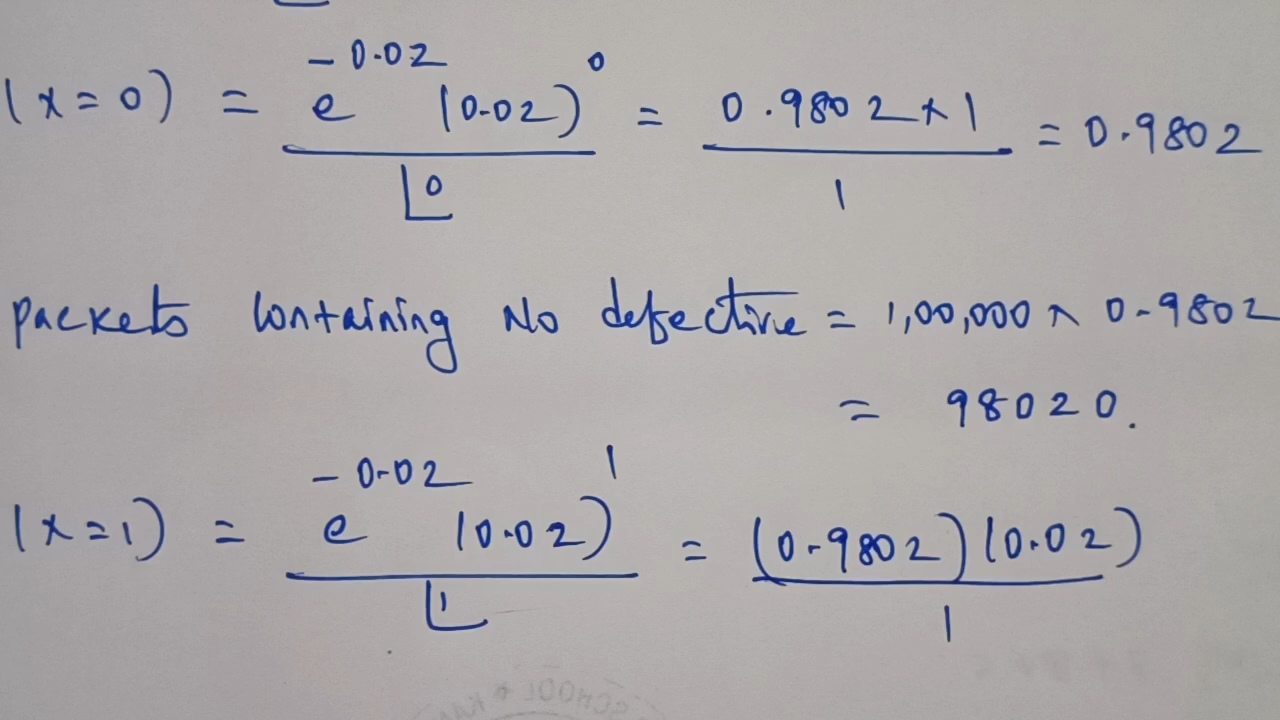 (x=0) = e^{-0.02} (0.02)^0 / ⌊0 = 0.9802×1 / 1 = 0.9802
packets containing No defective = 1,00,000 × 0.9802
= 98020.
(x=1) = e^{-0.02} (0.02)^1 / ⌊1 = (0.9802)(0.02) / 1